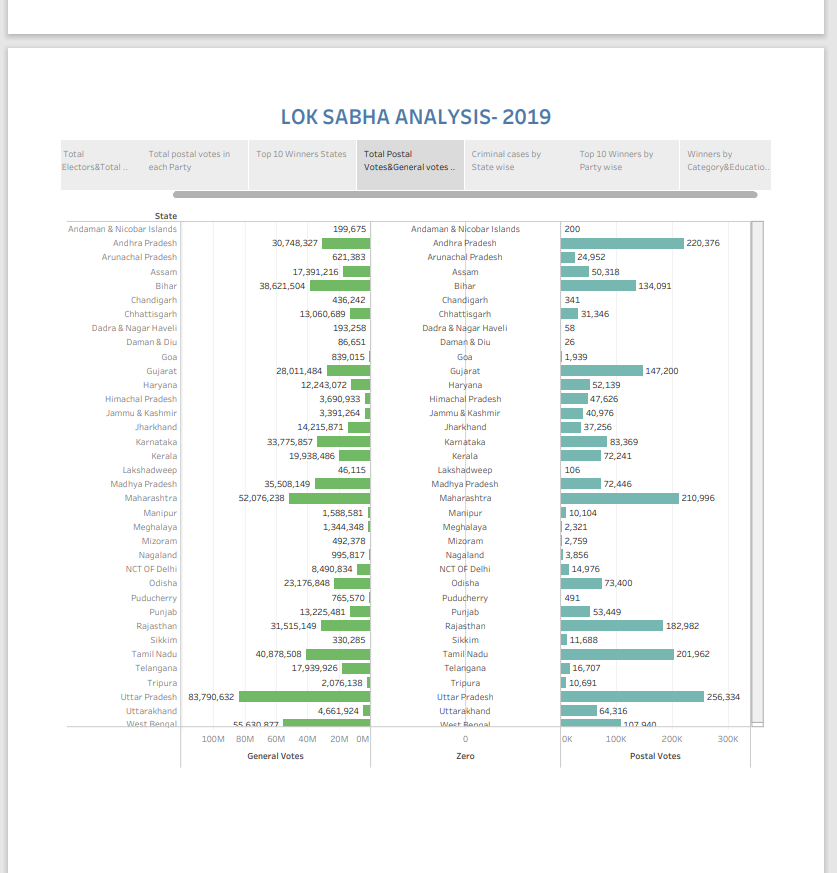 LOK SABHA ANALYSIS- 2019
Total
Electors&Total ..
Total postal votes in
each Party
Top 10 Winners States
Total Postal
Votes&General votes ..
Criminal cases by
State wise
Top 10 Winners by
Party wise
Winners by
Category&Educatio..
State
Andaman & Nicobar Islands 199,675 Andaman & Nicobar Islands 200
Andhra Pradesh 30,748,327 Andhra Pradesh 220,376
Arunachal Pradesh 621,383 Arunachal Pradesh 24,952
Assam 17,391,216 Assam 50,318
Bihar 38,621,504 Bihar 134,091
Chandigarh 436,242 Chandigarh 341
Chhattisgarh 13,060,689 Chhattisgarh 31,346
Dadra & Nagar Haveli 193,258 Dadra & Nagar Haveli 58
Daman & Diu 86,651 Daman & Diu 26
Goa 839,015 Goa 1,939
Gujarat 28,011,484 Gujarat 147,200
Haryana 12,243,072 Haryana 52,139
Himachal Pradesh 3,690,933 Himachal Pradesh 47,626
Jammu & Kashmir 3,391,264 Jammu & Kashmir 40,976
Jharkhand 14,215,871 Jharkhand 37,256
Karnataka 33,775,857 Karnataka 83,369
Kerala 19,938,486 Kerala 72,241
Lakshadweep 46,115 Lakshadweep 106
Madhya Pradesh 35,508,149 Madhya Pradesh 72,446
Maharashtra 52,076,238 Maharashtra 210,996
Manipur 1,588,581 Manipur 10,104
Meghalaya 1,344,348 Meghalaya 2,321
Mizoram 492,378 Mizoram 2,759
Nagaland 995,817 Nagaland 3,856
NCT OF Delhi 8,490,834 NCT OF Delhi 14,976
Odisha 23,176,848 Odisha 73,400
Puducherry 765,570 Puducherry 491
Punjab 13,225,481 Punjab 53,449
Rajasthan 31,515,149 Rajasthan 182,982
Sikkim 330,285 Sikkim 11,688
Tamil Nadu 40,878,508 Tamil Nadu 201,962
Telangana 17,939,926 Telangana 16,707
Tripura 2,076,138 Tripura 10,691
Uttar Pradesh 83,790,632 Uttar Pradesh 256,334
Uttarakhand 4,661,924 Uttarakhand 64,316
West Bengal 55,630,877 West Bengal 107,940
100M 80M 60M 40M 20M 0M 0 0K 100K 200K 300K
General Votes Zero Postal Votes